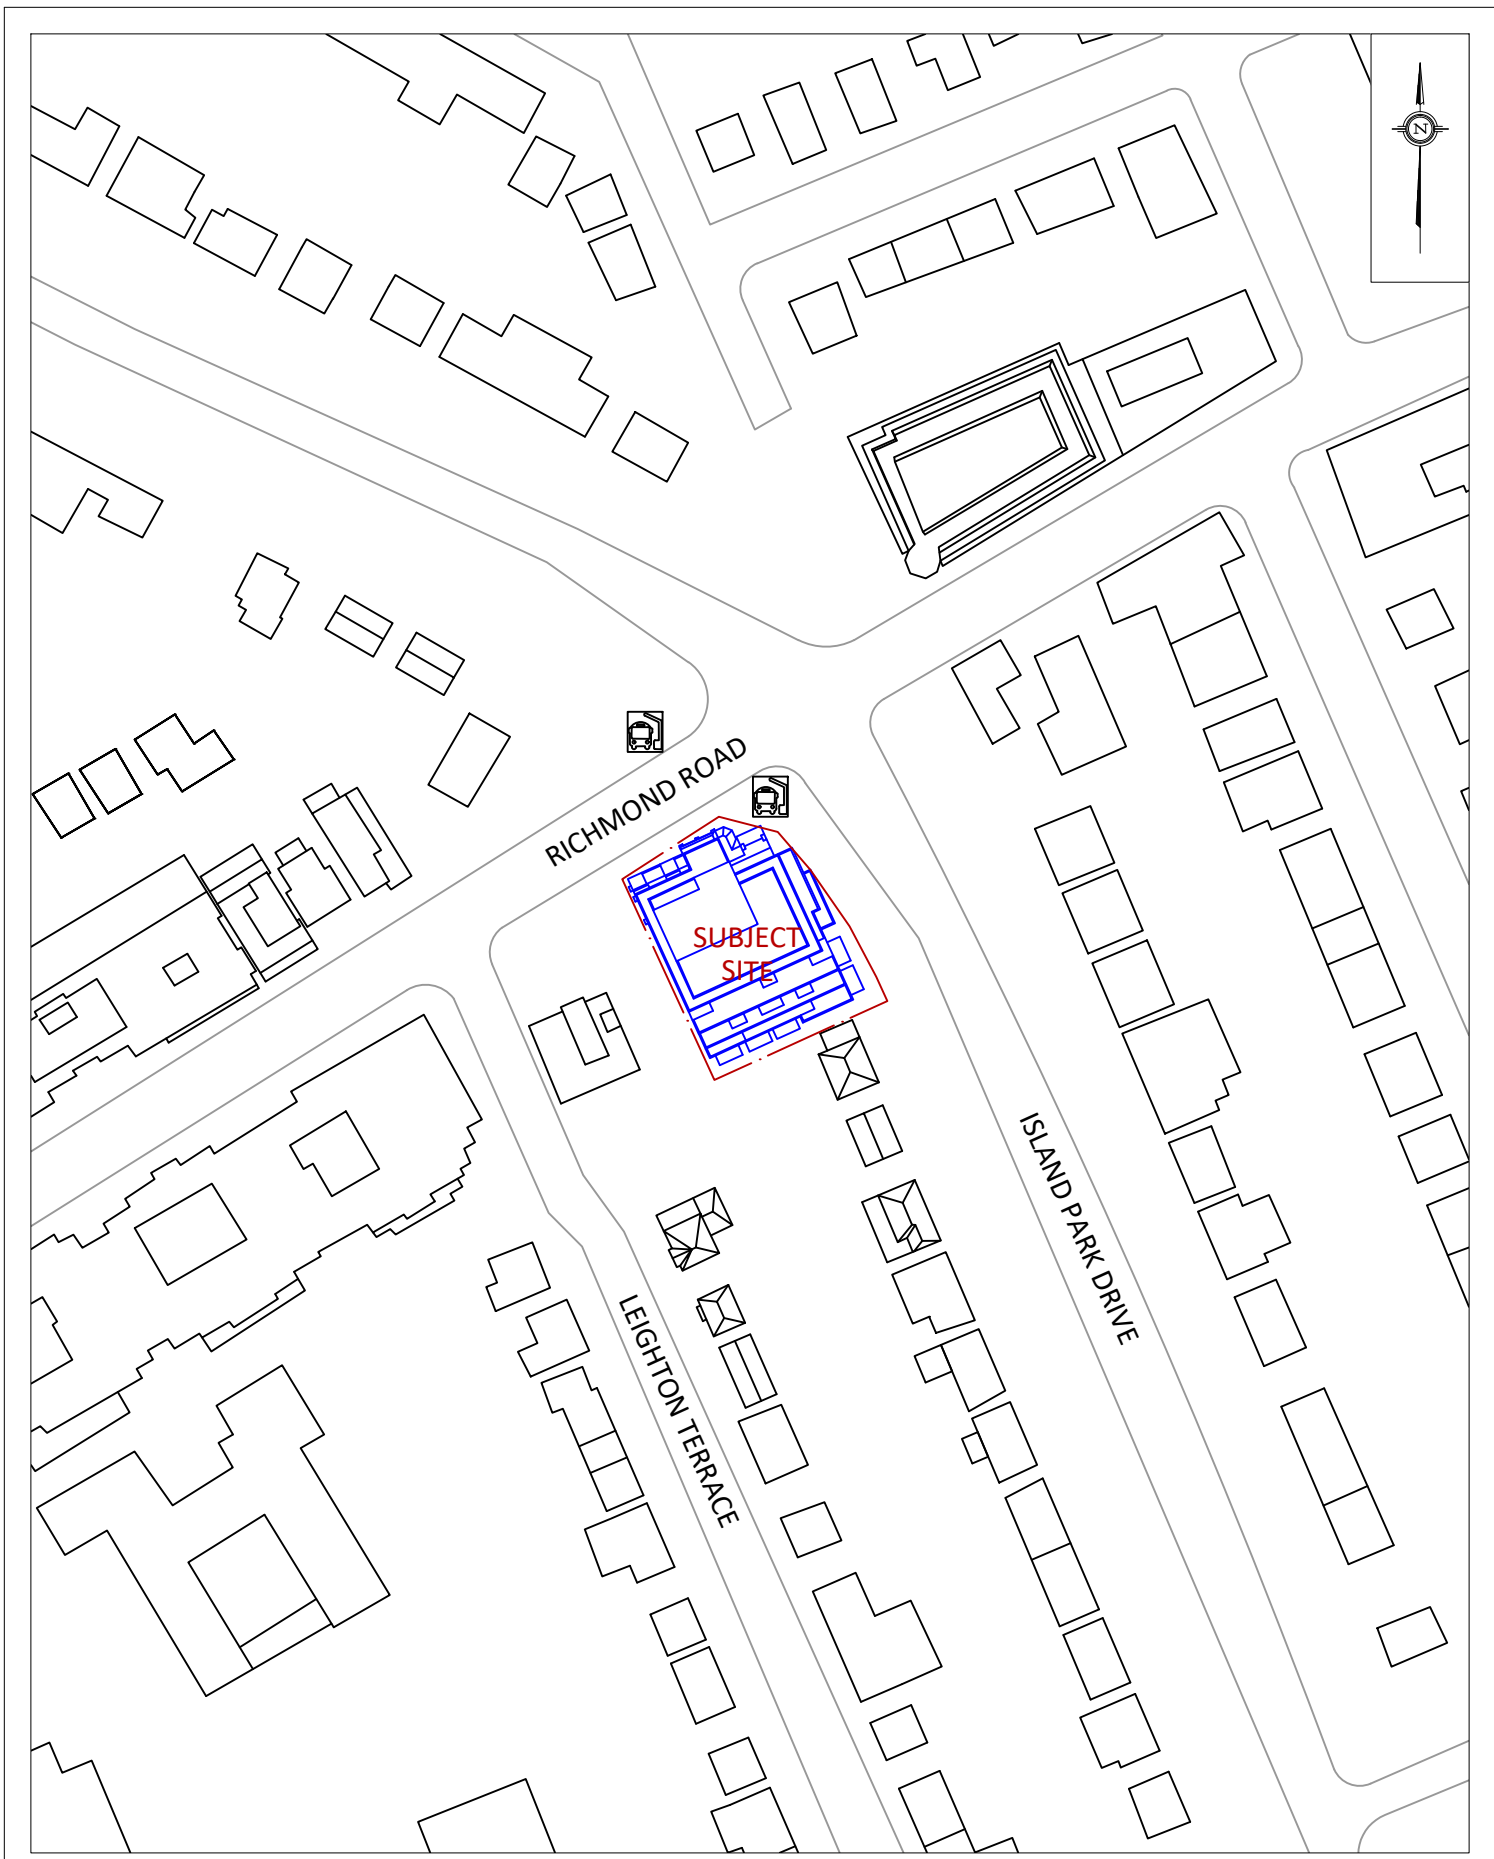 N
RICHMOND ROAD
SUBJECT
SITE
ISLAND PARK DRIVE
LEIGHTON TERRACE